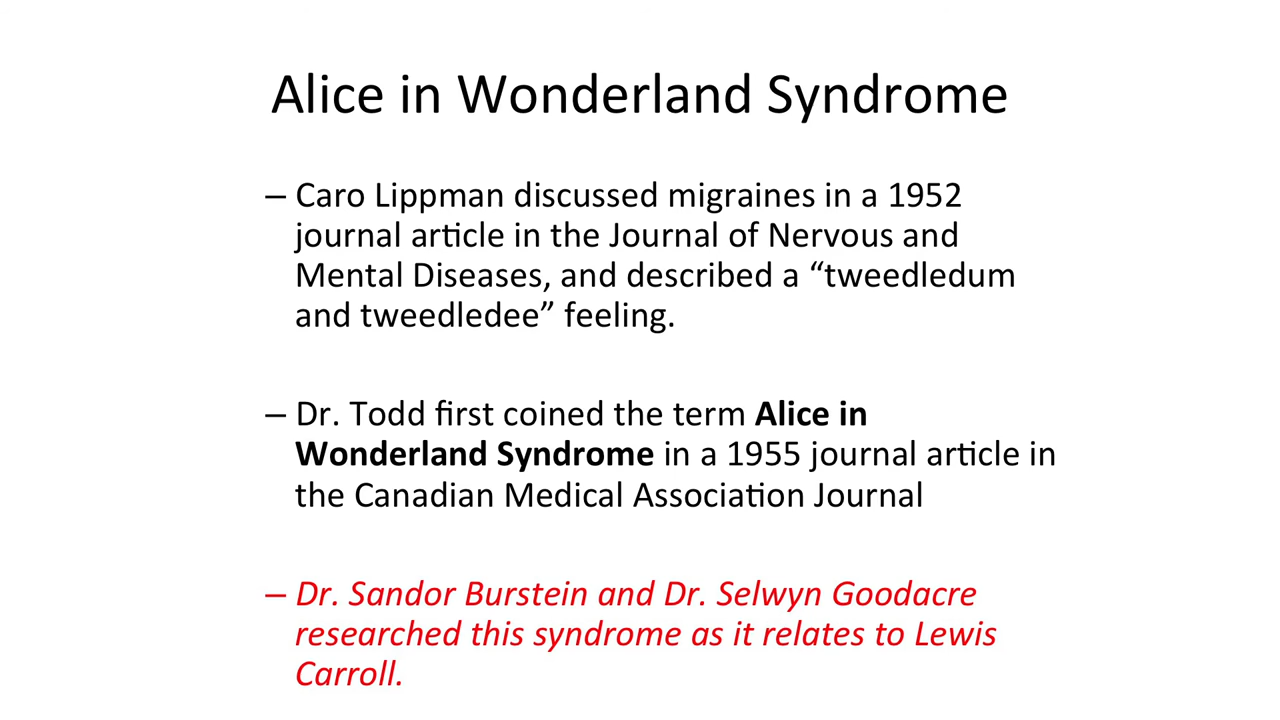 Alice in Wonderland Syndrome
– Caro Lippman discussed migraines in a 1952
journal article in the Journal of Nervous and
Mental Diseases, and described a “tweedledum
and tweedledee” feeling.
– Dr. Todd first coined the term Alice in
Wonderland Syndrome in a 1955 journal article in
the Canadian Medical Association Journal
– Dr. Sandor Burstein and Dr. Selwyn Goodacre
researched this syndrome as it relates to Lewis
Carroll.